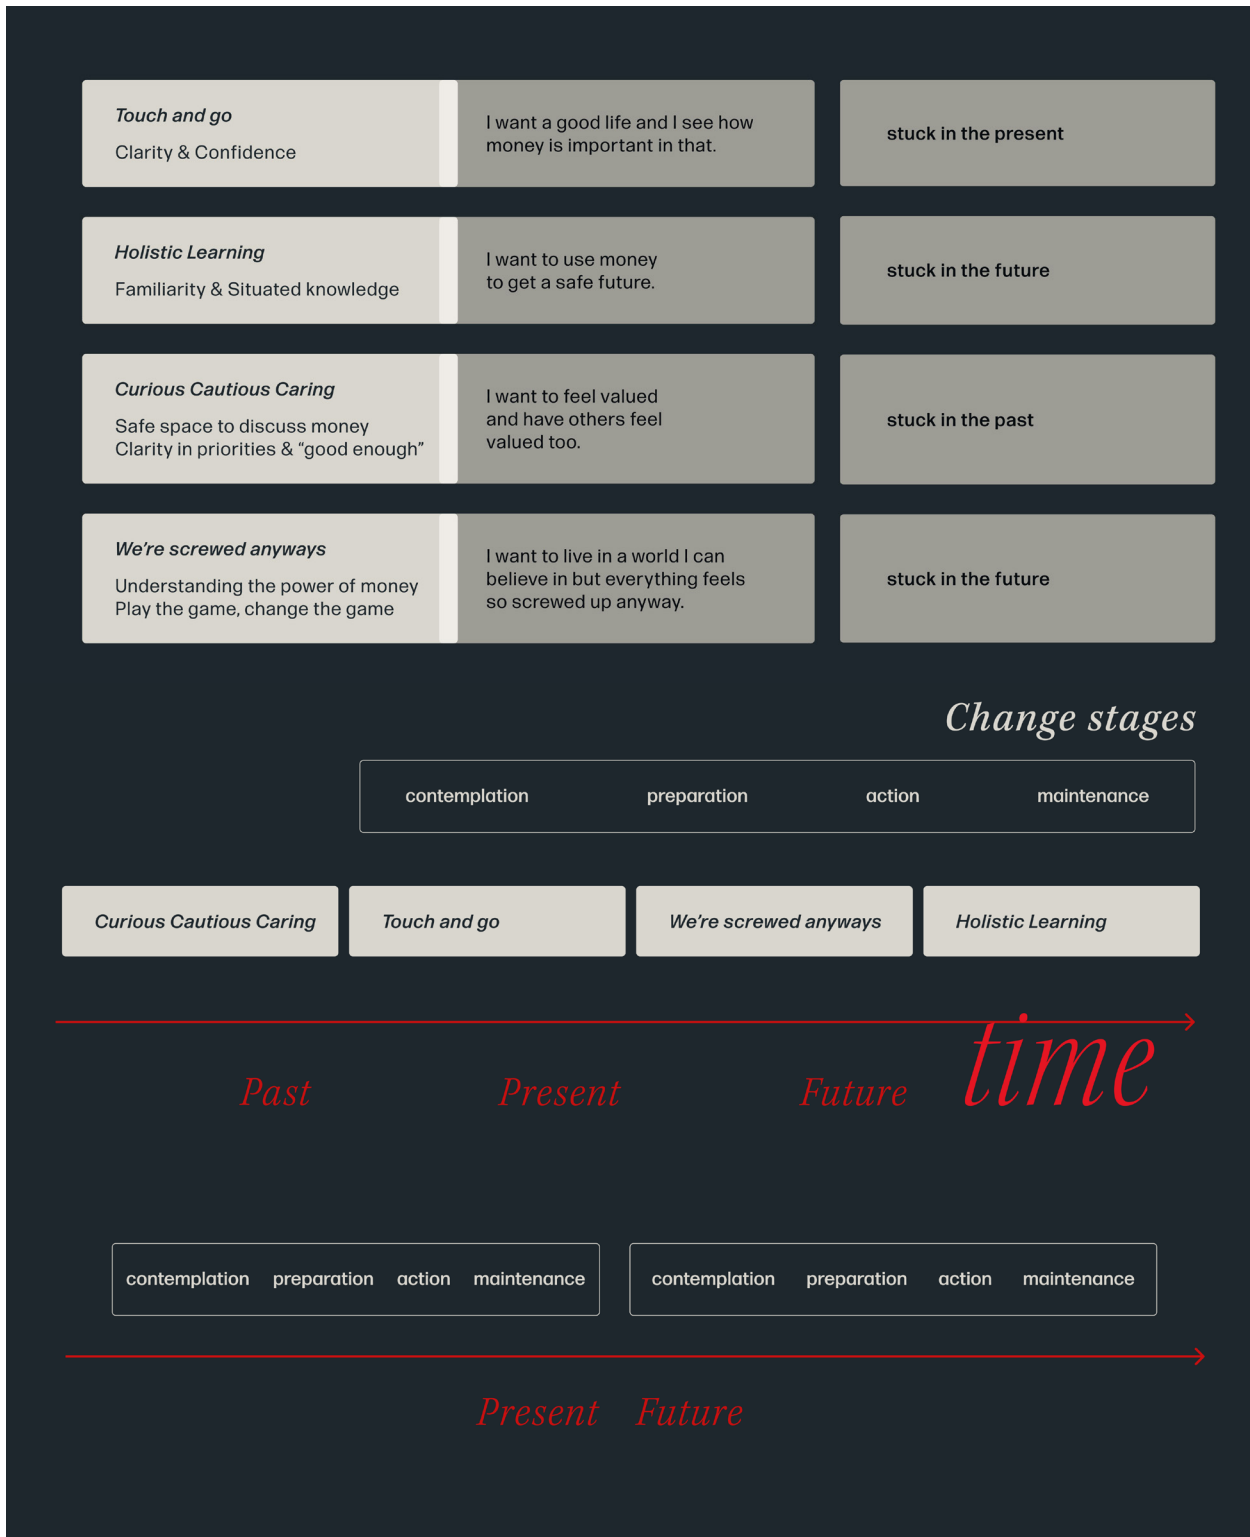 Touch and go
Clarity & Confidence
I want a good life and I see how
money is important in that.
stuck in the present
Holistic Learning
Familiarity & Situated knowledge
I want to use money
to get a safe future.
stuck in the future
Curious Cautious Caring
Safe space to discuss money
Clarity in priorities & “good enough”
I want to feel valued
and have others feel
valued too.
stuck in the past
We’re screwed anyways
Understanding the power of money
Play the game, change the game
I want to live in a world I can
believe in but everything feels
so screwed up anyway.
stuck in the future
Change stages
contemplation preparation action maintenance
Curious Cautious Caring
Touch and go
We’re screwed anyways
Holistic Learning
time
Past Present Future
contemplation preparation action maintenance
contemplation preparation action maintenance
Present Future